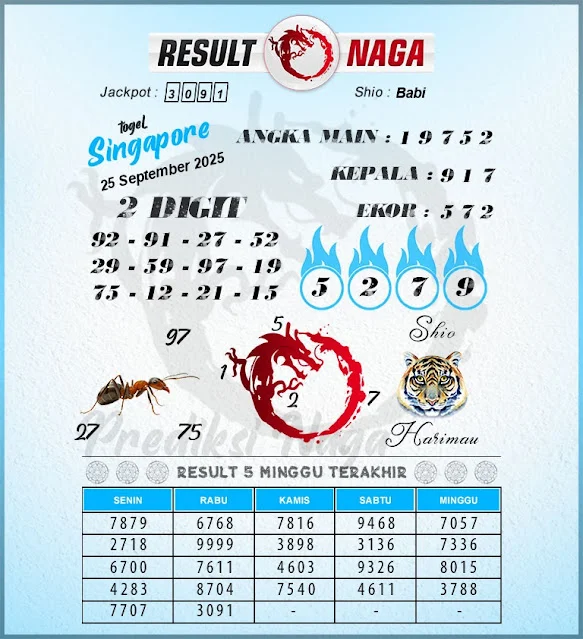 RESULT NAGA
Jackpot : 3091 Shio : Babi
Togel
Singapore
25 September 2025
ANGKA MAIN : 1 9 7 5 2
KEPALA : 9 1 7
EKOR : 5 7 2
2 DIGIT
92 - 91 - 27 - 52
29 - 59 - 97 - 19
75 - 12 - 21 - 15
5 2 7 9
97
5
1
2
7
27
75
Shio
Harimau
Prediksi Naga
RESULT 5 MINGGU TERAKHIR
SENIN RABU KAMIS SABTU MINGGU
7879 6768 7816 9468 7057
2718 9999 3898 3136 7336
6700 7611 4603 9326 8015
4283 8704 7540 4611 3788
7707 3091 - - -